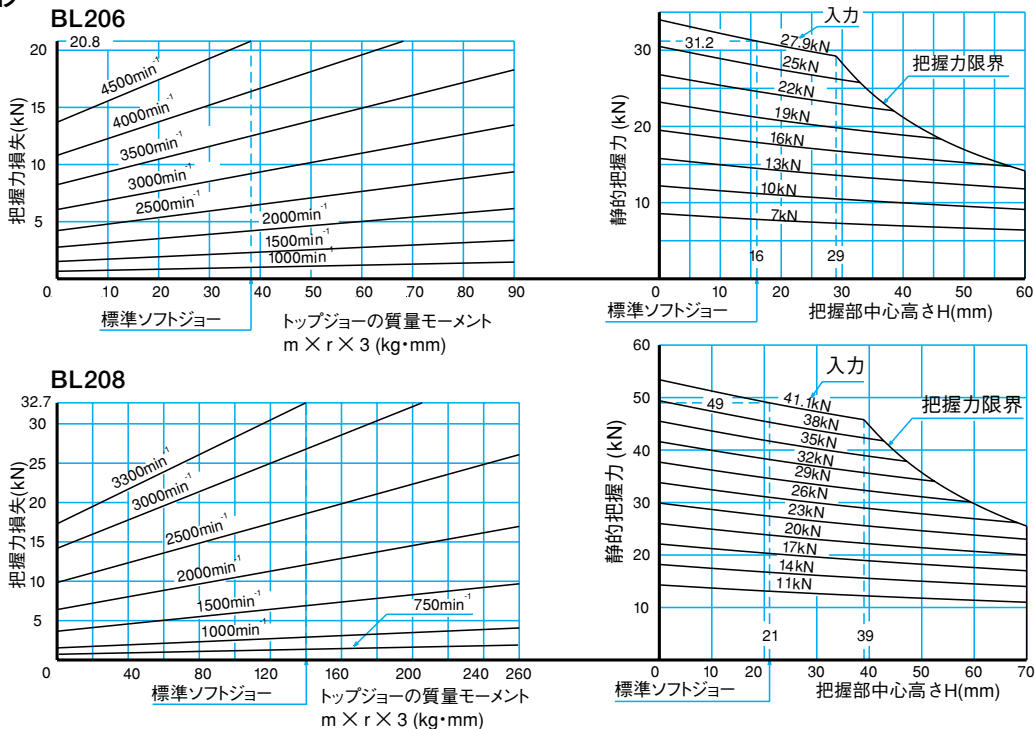 BL206
20.8
20
15
10
5
0
把握力損失(kN)
4500min⁻¹
4000min⁻¹
3500min⁻¹
3000min⁻¹
2500min⁻¹
2000min⁻¹
1500min⁻¹
1000min⁻¹
0 10 20 30 40 50 60 70 80 90
標準ソフトジョー
トップジョーの質量モーメント
m×r×3 (kg・mm)
入力
把握力限界
静的把握力 (kN)
30
20
10
31.2
27.9kN
25kN
22kN
19kN
16kN
13kN
10kN
7kN
16
29
0 10 20 30 40 50 60
標準ソフトジョー
把握部中心高さH(mm)
BL208
32.7
30
25
20
15
10
5
0
把握力損失(kN)
3300min⁻¹
3000min⁻¹
2500min⁻¹
2000min⁻¹
1500min⁻¹
1000min⁻¹
750min⁻¹
40 80 120 160 200 240 260
標準ソフトジョー
トップジョーの質量モーメント
m×r×3 (kg・mm)
入力
把握力限界
静的把握力 (kN)
60
50
40
30
20
10
49
41.1kN
38kN
35kN
32kN
29kN
26kN
23kN
20kN
17kN
14kN
11kN
21
39
0 10 20 30 40 50 60 70
標準ソフトジョー
把握部中心高さH(mm)